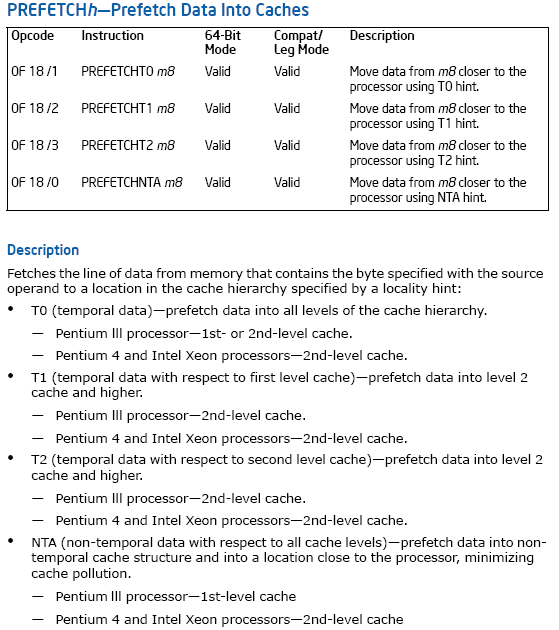 PREFETCHh—Prefetch Data Into Caches
Opcode Instruction 64-Bit Mode Compat/ Leg Mode Description
0F 18 /1 PREFETCHT0 m8 Valid Valid Move data from m8 closer to the processor using T0 hint.
0F 18 /2 PREFETCHT1 m8 Valid Valid Move data from m8 closer to the processor using T1 hint.
0F 18 /3 PREFETCHT2 m8 Valid Valid Move data from m8 closer to the processor using T2 hint.
0F 18 /0 PREFETCHNTA m8 Valid Valid Move data from m8 closer to the processor using NTA hint.
Description
Fetches the line of data from memory that contains the byte specified with the source
operand to a location in the cache hierarchy specified by a locality hint:
• T0 (temporal data)—prefetch data into all levels of the cache hierarchy.
— Pentium III processor—1st- or 2nd-level cache.
— Pentium 4 and Intel Xeon processors—2nd-level cache.
• T1 (temporal data with respect to first level cache)—prefetch data into level 2
cache and higher.
— Pentium III processor—2nd-level cache.
— Pentium 4 and Intel Xeon processors—2nd-level cache.
• T2 (temporal data with respect to second level cache)—prefetch data into level 2
cache and higher.
— Pentium III processor—2nd-level cache.
— Pentium 4 and Intel Xeon processors—2nd-level cache.
• NTA (non-temporal data with respect to all cache levels)—prefetch data into non-
temporal cache structure and into a location close to the processor, minimizing
cache pollution.
— Pentium III processor—1st-level cache
— Pentium 4 and Intel Xeon processors—2nd-level cache